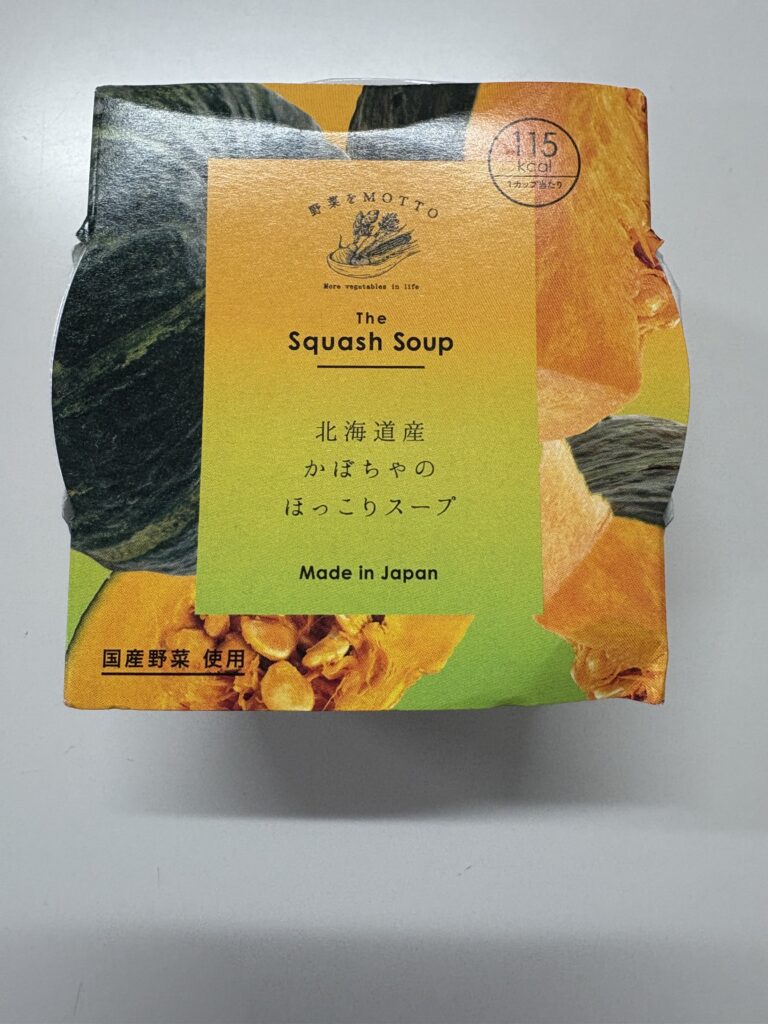 115
kcal
1カップ当たり
野菜をMOTTO
More vegetables in life
The
Squash Soup
北海道産
かぼちゃの
ほっこりスープ
Made in Japan
国産野菜 使用